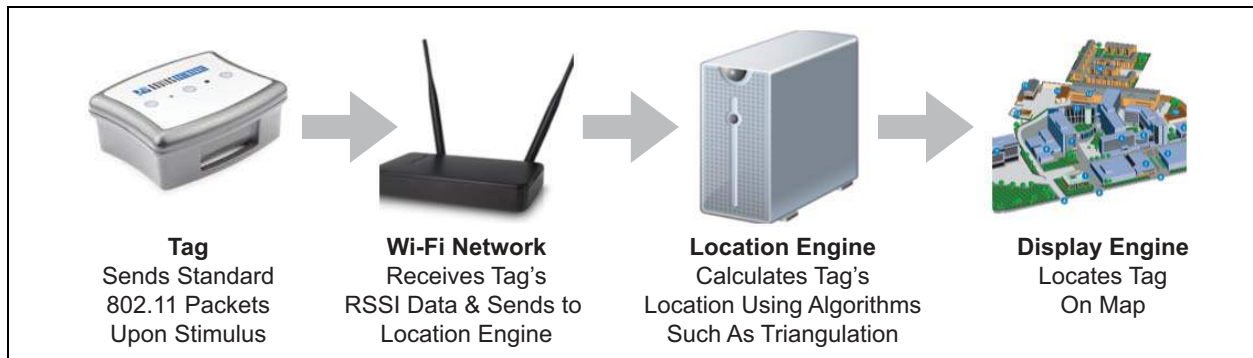 Tag
Sends Standard
802.11 Packets
Upon Stimulus
Wi-Fi Network
Receives Tag's
RSSI Data & Sends to
Location Engine
Location Engine
Calculates Tag's
Location Using Algorithms
Such As Triangulation
Display Engine
Locates Tag
On Map